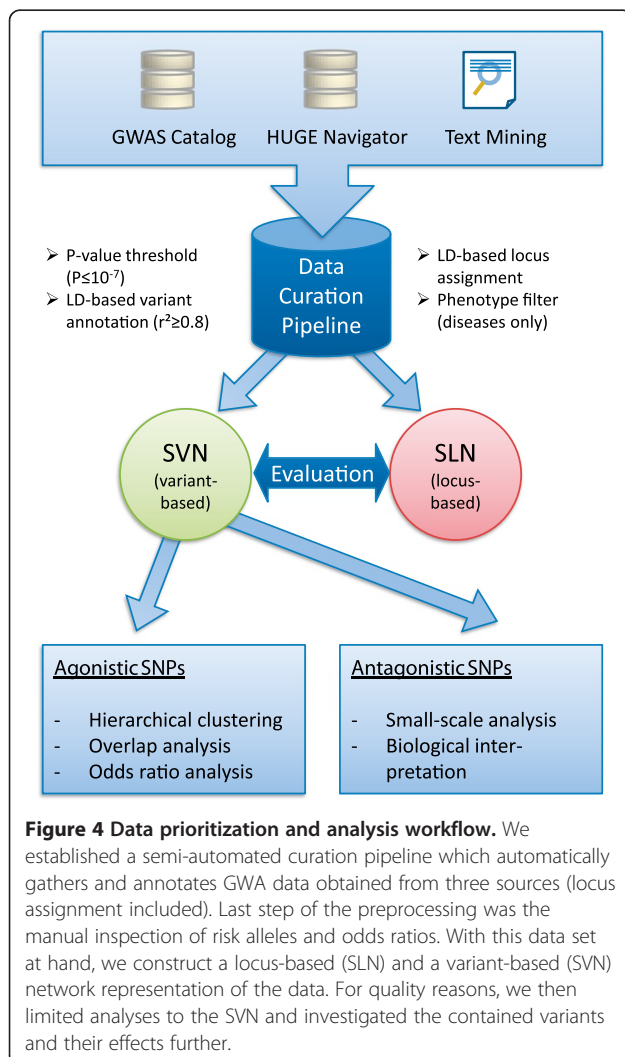 GWAS Catalog HUGE Navigator Text Mining
➢ P-value threshold
(P≤10⁻⁷)
➢ LD-based variant
annotation (r²≥0.8)
Data
Curation
Pipeline
➢ LD-based locus
assignment
➢ Phenotype filter
(diseases only)
SVN
(variant-
based)
Evaluation
SLN
(locus-
based)
Agonistic SNPs
- Hierarchical clustering
- Overlap analysis
- Odds ratio analysis
Antagonistic SNPs
- Small-scale analysis
- Biological inter-
pretation
Figure 4 Data prioritization and analysis workflow. We
established a semi-automated curation pipeline which automatically
gathers and annotates GWA data obtained from three sources (locus
assignment included). Last step of the preprocessing was the
manual inspection of risk alleles and odds ratios. With this data set
at hand, we construct a locus-based (SLN) and a variant-based (SVN)
network representation of the data. For quality reasons, we then
limited analyses to the SVN and investigated the contained variants
and their effects further.